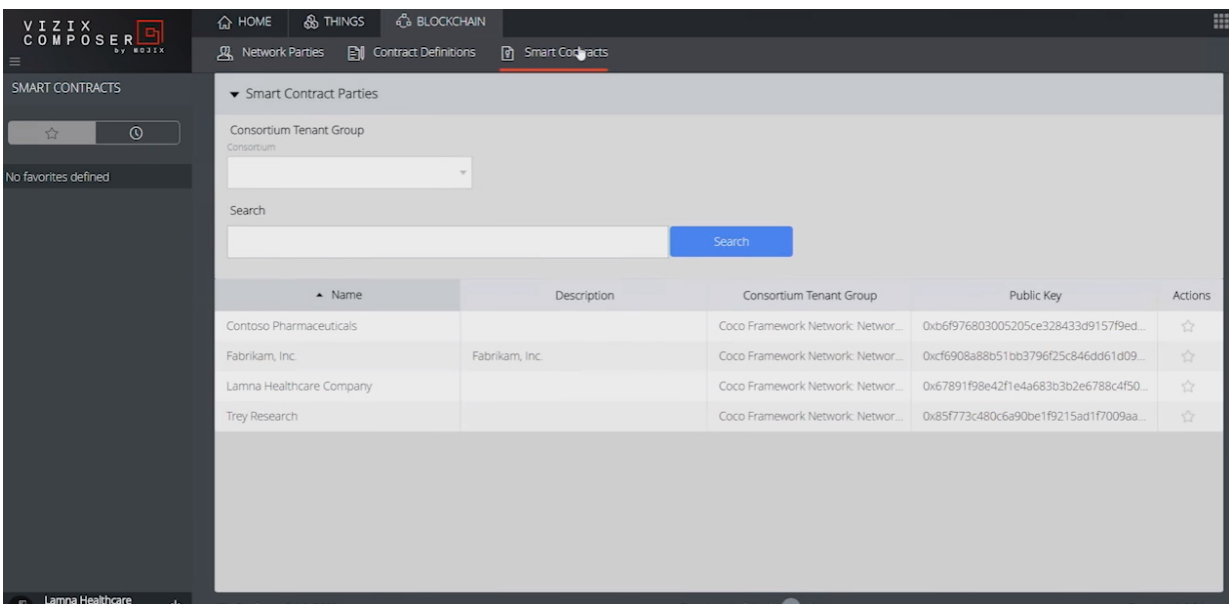 VIZIX
COMPOSER
by MOJIX
HOME THINGS BLOCKCHAIN
Network Parties Contract Definitions Smart Contracts
SMART CONTRACTS
No favorites defined
Smart Contract Parties
Consortium Tenant Group
Consortium
Search
Search
Name Description Consortium Tenant Group Public Key Actions
Contoso Pharmaceuticals Coco Framework Network: Networ... 0xb6f976803005205ce328433d9157f9ed...
Fabrikam, Inc. Fabrikam, Inc. Coco Framework Network: Networ... 0xcf6908a88b51bb3796f25c846dd61d09...
Lamna Healthcare Company Coco Framework Network: Networ... 0x67891f98e42f1e4a683b3b2e6788c4f50...
Trey Research Coco Framework Network: Networ... 0x85f773c480c6a90be1f9215ad1f7009aa...
Lamna Healthcare